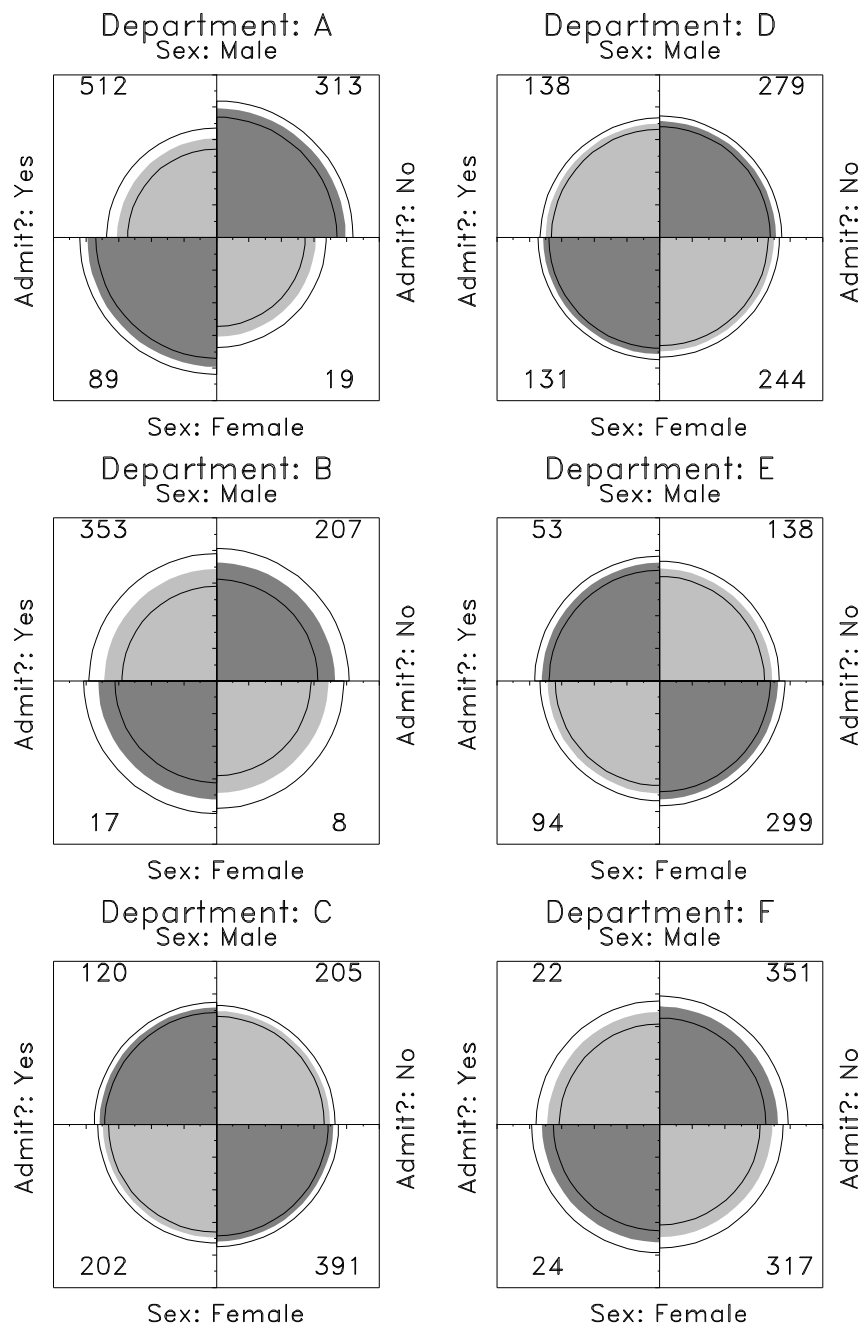 Department: A
Sex: Male
512 313
Admit?: Yes
Admit?: No
89 19
Sex: Female
Department: D
Sex: Male
138 279
Admit?: Yes
Admit?: No
131 244
Sex: Female
Department: B
Sex: Male
353 207
Admit?: Yes
Admit?: No
17 8
Sex: Female
Department: E
Sex: Male
53 138
Admit?: Yes
Admit?: No
94 299
Sex: Female
Department: C
Sex: Male
120 205
Admit?: Yes
Admit?: No
202 391
Sex: Female
Department: F
Sex: Male
22 351
Admit?: Yes
Admit?: No
24 317
Sex: Female